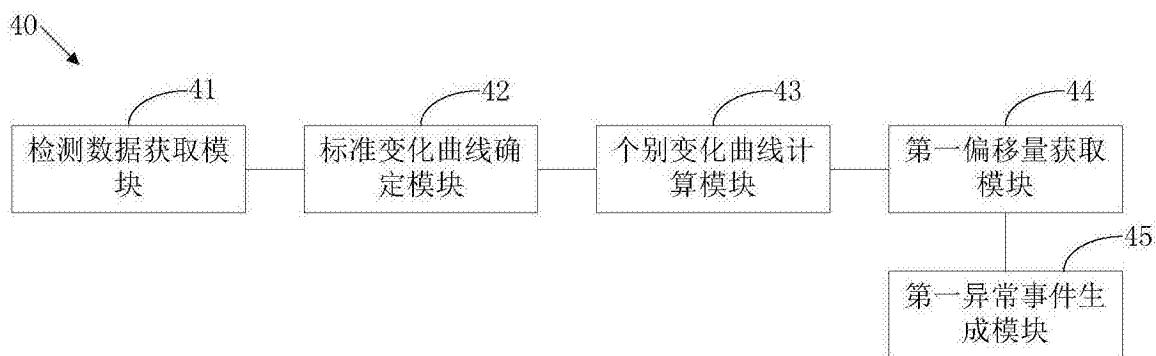 40
41
42
43
44
检测数据获取模
块
标准变化曲线确
定模块
个别变化曲线计
算模块
第一偏移量获取
模块
45
第一异常事件生
成模块